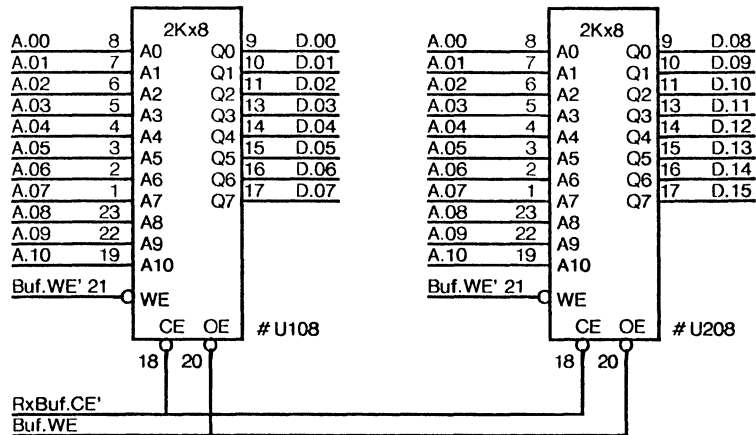 2Kx8 2Kx8
A.00 8 A0 Q0 9 D.00 A.00 8 A0 Q0 9 D.08
A.01 7 A1 Q1 10 D.01 A.01 7 A1 Q1 10 D.09
A.02 6 A2 Q2 11 D.02 A.02 6 A2 Q2 11 D.10
A.03 5 A3 Q3 13 D.03 A.03 5 A3 Q3 13 D.11
A.04 4 A4 Q4 14 D.04 A.04 4 A4 Q4 14 D.12
A.05 3 A5 Q5 15 D.05 A.05 3 A5 Q5 15 D.13
A.06 2 A6 Q6 16 D.06 A.06 2 A6 Q6 16 D.14
A.07 1 A7 Q7 17 D.07 A.07 1 A7 Q7 17 D.15
A.08 23 A8 A.08 23 A8
A.09 22 A9 A.09 22 A9
A.10 19 A10 A.10 19 A10
Buf.WE' 21 WE Buf.WE' 21 WE
CE OE # U108 CE OE # U208
18 20 18 20
RxBuf.CE'
Buf.WE